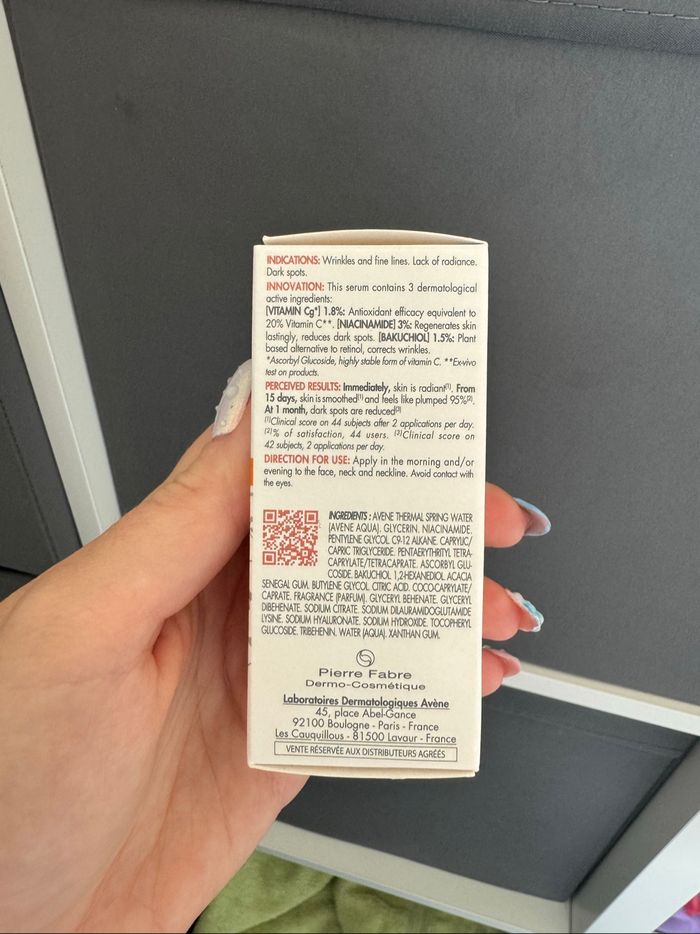 INDICATIONS: Wrinkles and fine lines. Lack of radiance.
Dark spots.
INNOVATION: This serum contains 3 dermatological
active ingredients:
[VITAMIN Cg*] 1.8%: Antioxidant efficacy equivalent to
20% Vitamin C**. [NIACINAMIDE] 3%: Regenerates skin
lastingly, reduces dark spots. [BAKUCHIOL] 1.5%: Plant
based alternative to retinol, corrects wrinkles.
*Ascorbyl Glucoside, highly stable form of vitamin C. **Ex-vivo
test on products.
PERCEIVED RESULTS: Immediately, skin is radiant(1). From
15 days, skin is smoothed(1) and feels like plumped 95%(2).
At 1 month, dark spots are reduced(3)
(1)Clinical score on 44 subjects after 2 applications per day.
(2)% of satisfaction, 44 users. (3)Clinical score on
42 subjects, 2 applications per day.
DIRECTION FOR USE: Apply in the morning and/or
evening to the face, neck and neckline. Avoid contact with
the eyes.
INGREDIENTS : AVENE THERMAL SPRING WATER
(AVENE AQUA). GLYCERIN. NIACINAMIDE.
PENTYLENE GLYCOL. C9-12 ALKANE. CAPRYLIC/
CAPRIC TRIGLYCERIDE. PENTAERYTHRITYL TETRA-
CAPRYLATE/TETRACAPRATE. ASCORBYL GLU-
COSIDE. BAKUCHIOL. 1,2-HEXANEDIOL. ACACIA
SENEGAL GUM. BUTYLENE GLYCOL. CITRIC ACID. COCO-CAPRYLATE/
CAPRATE. FRAGRANCE (PARFUM). GLYCERYL BEHENATE. GLYCERYL
DIBEHENATE. SODIUM CITRATE. SODIUM DILAURAMIDOGLUTAMIDE
LYSINE. SODIUM HYALURONATE. SODIUM HYDROXIDE. TOCOPHERYL
GLUCOSIDE. TRIBEHENIN. WATER (AQUA). XANTHAN GUM.
Pierre Fabre
Dermo-Cosmétique
Laboratoires Dermatologiques Avène
45, place Abel-Gance
92100 Boulogne - Paris - France
Les Cauquillous - 81500 Lavaur - France
VENTE RÉSERVÉE AUX DISTRIBUTEURS AGRÉÉS